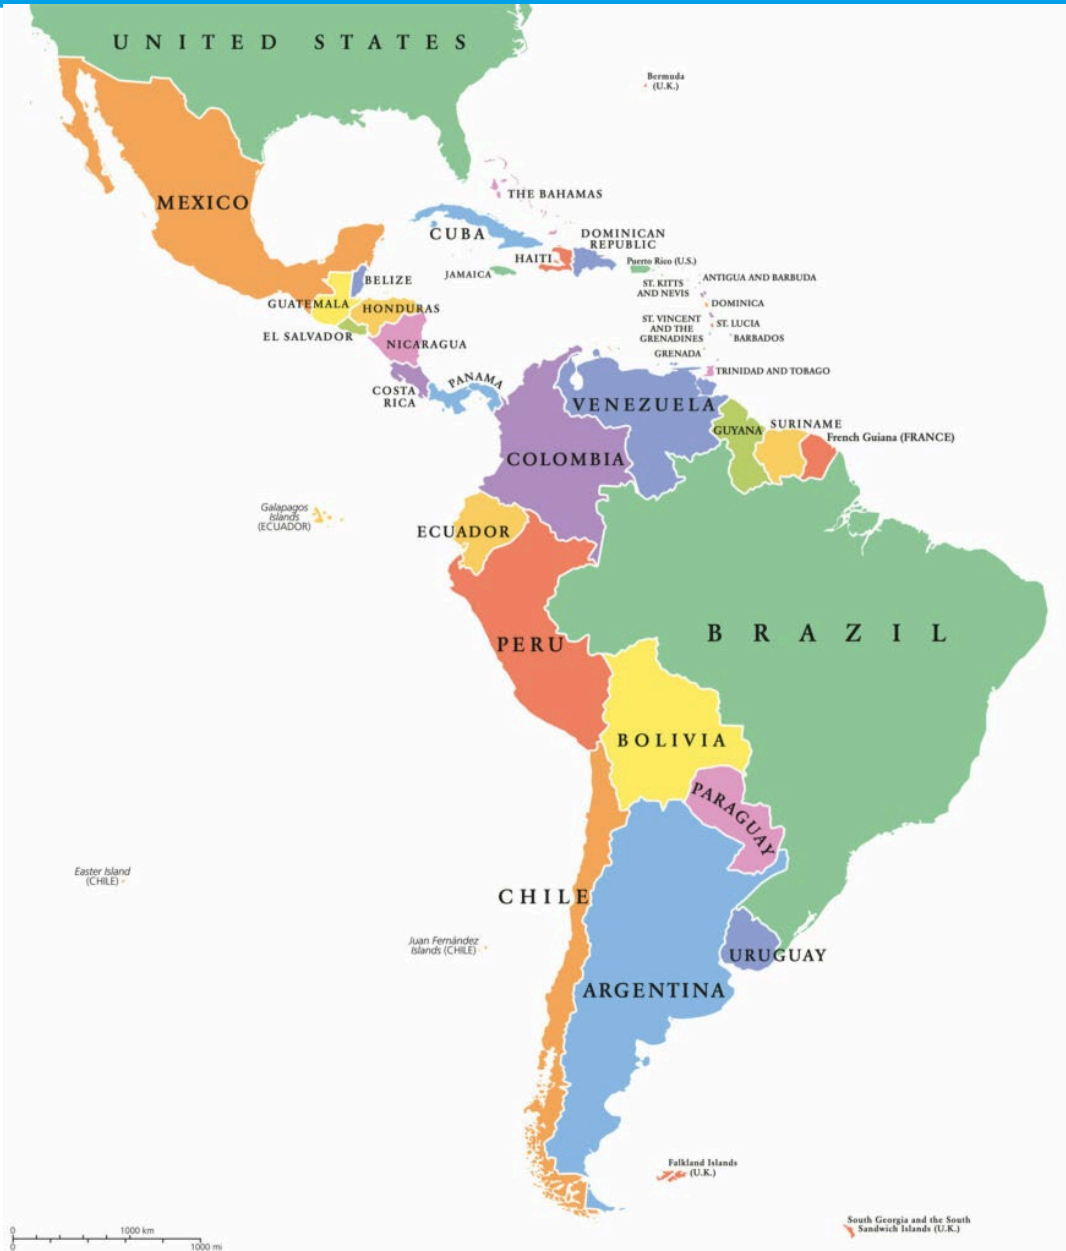 UNITED STATES
Bermuda
(U.K.)
MEXICO
THE BAHAMAS
CUBA
DOMINICAN
REPUBLIC
HAITI
Puerto Rico (U.S.)
JAMAICA
BELIZE
ANTIGUA AND BARBUDA
ST. KITTS
AND NEVIS
GUATEMALA
HONDURAS
DOMINICA
EL SALVADOR
ST. VINCENT
AND THE
GRENADINES
ST. LUCIA
BARBADOS
NICARAGUA
GRENADA
TRINIDAD AND TOBAGO
COSTA
RICA
PANAMA
VENEZUELA
GUYANA
SURINAME
French Guiana (FRANCE)
COLOMBIA
Galapagos
Islands
(ECUADOR)
ECUADOR
BRAZIL
PERU
BOLIVIA
PARAGUAY
Easter Island
(CHILE)
CHILE
Juan Fernández
Islands (CHILE)
URUGUAY
ARGENTINA
Falkland Islands
(U.K.)
South Georgia and the South
Sandwich Islands (U.K.)
0 1000 km
0 1000 mi